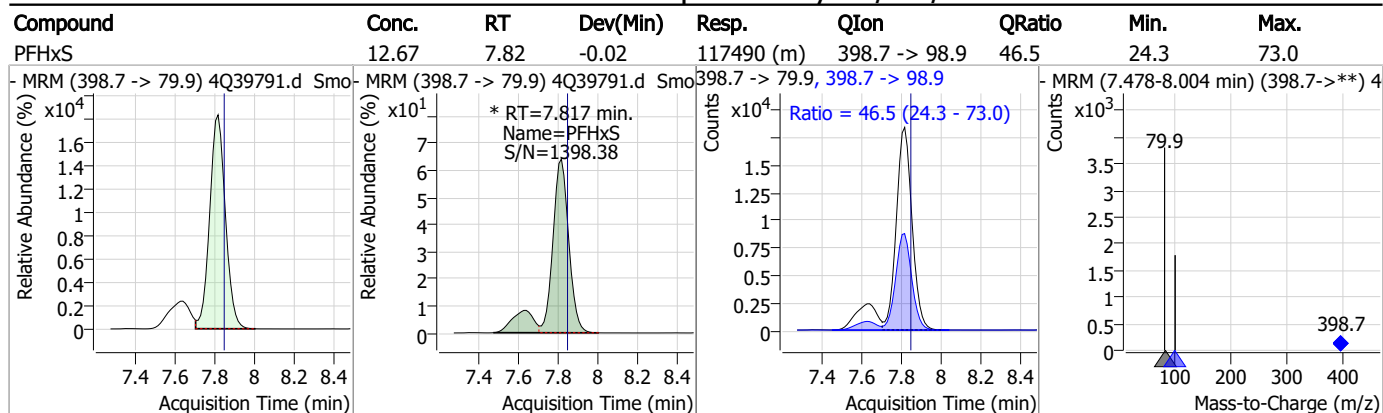 Compound Conc. RT Dev(Min) Resp. QIon QRatio Min. Max.
PFHxS 12.67 7.82 -0.02 117490 (m) 398.7 -> 98.9 46.5 24.3 73.0
- MRM (398.7 -> 79.9) 4Q39791.d Smo
Relative Abundance (%)
x10⁴
1.6
1.4
1.2
1
0.8
0.6
0.4
0.2
0
7.4 7.6 7.8 8 8.2 8.4
Acquisition Time (min)
- MRM (398.7 -> 79.9) 4Q39791.d Smo
Relative Abundance (%)
x10¹
* RT=7.817 min.
Name=PFHxS
S/N=1398.38
7
6
5
4
3
2
1
0
7.4 7.6 7.8 8 8.2 8.4
Acquisition Time (min)
398.7 -> 79.9, 398.7 -> 98.9
Counts
x10⁴
Ratio = 46.5 (24.3 - 73.0)
1.5
1.25
1
0.75
0.5
0.25
0
7.4 7.6 7.8 8 8.2 8.4
Acquisition Time (min)
- MRM (7.478-8.004 min) (398.7->**) 4
Counts
x10³
79.9
3.5
3
2.5
2
1.5
1
0.5
0
398.7
100 200 300 400
Mass-to-Charge (m/z)